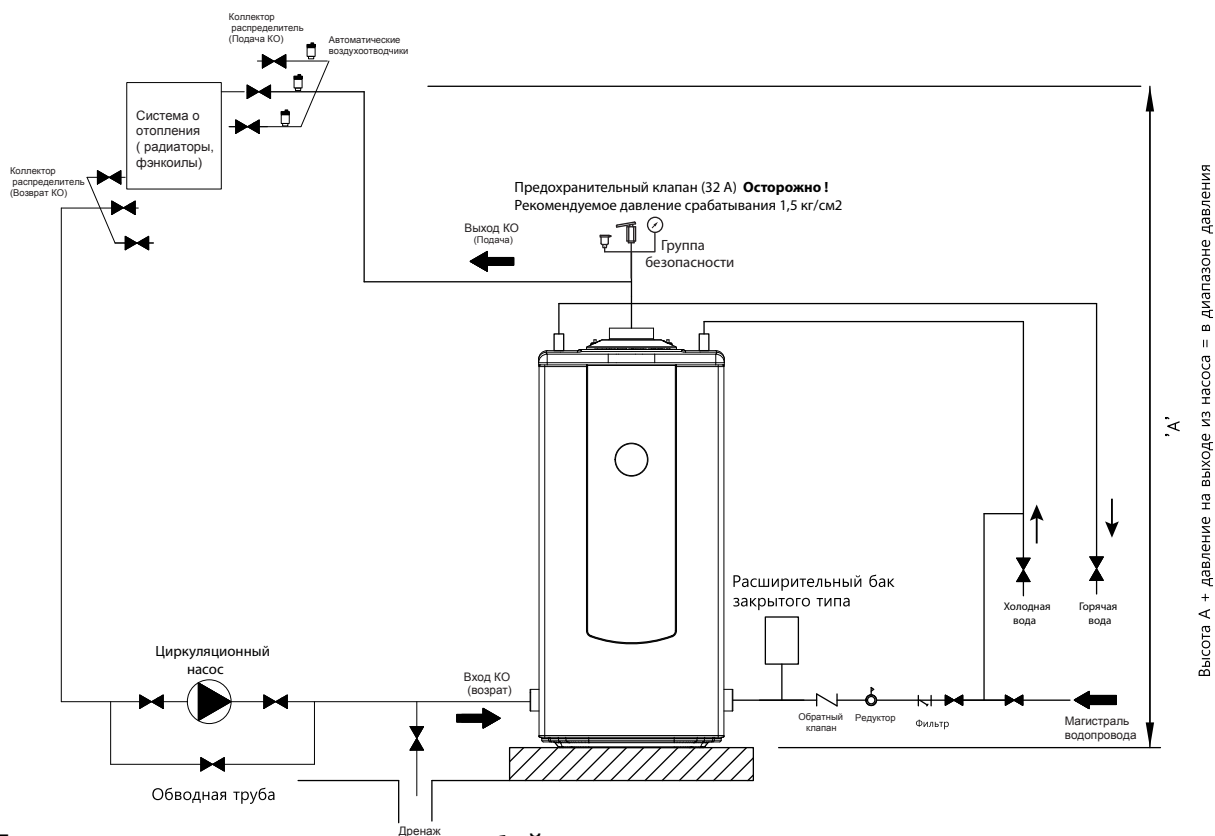 Коллектор
распределитель
(Подача КО)
Автоматические
воздухоотводчики
Система о
отопления
( радиаторы,
фэнкоилы)
Коллектор
распределитель
(Возврат КО)
Предохранительный клапан (32 А) Осторожно !
Рекомендуемое давление срабатывания 1,5 кг/см2
Выход КО
(Подача)
Группа
безопасности
'A'
Высота А + давление на выходе из насоса = в диапазоне давления
Расширительный бак
закрытого типа
Холодная
вода
Горячая
вода
Циркуляционный
насос
Вход КО
(возрат)
Обратный
клапан
Редуктор
Фильтр
Магистраль
водопровода
Обводная труба
Дренаж